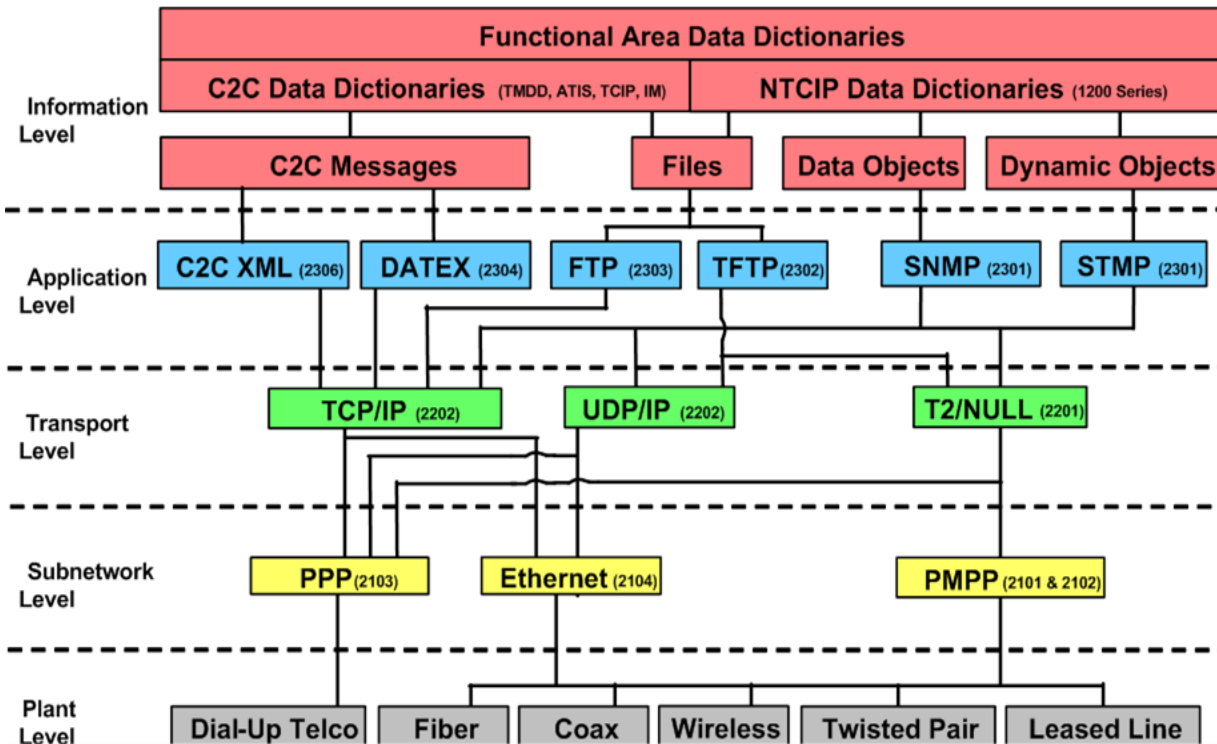 Functional Area Data Dictionaries
C2C Data Dictionaries (TMDD, ATIS, TCIP, IM)
NTCIP Data Dictionaries (1200 Series)
Information
Level
C2C Messages
Files
Data Objects
Dynamic Objects
Application
Level
C2C XML (2306)
DATEX (2304)
FTP (2303)
TFTP (2302)
SNMP (2301)
STMP (2301)
Transport
Level
TCP/IP (2202)
UDP/IP (2202)
T2/NULL (2201)
Subnetwork
Level
PPP (2103)
Ethernet (2104)
PMPP (2101 & 2102)
Plant
Level
Dial-Up Telco
Fiber
Coax
Wireless
Twisted Pair
Leased Line